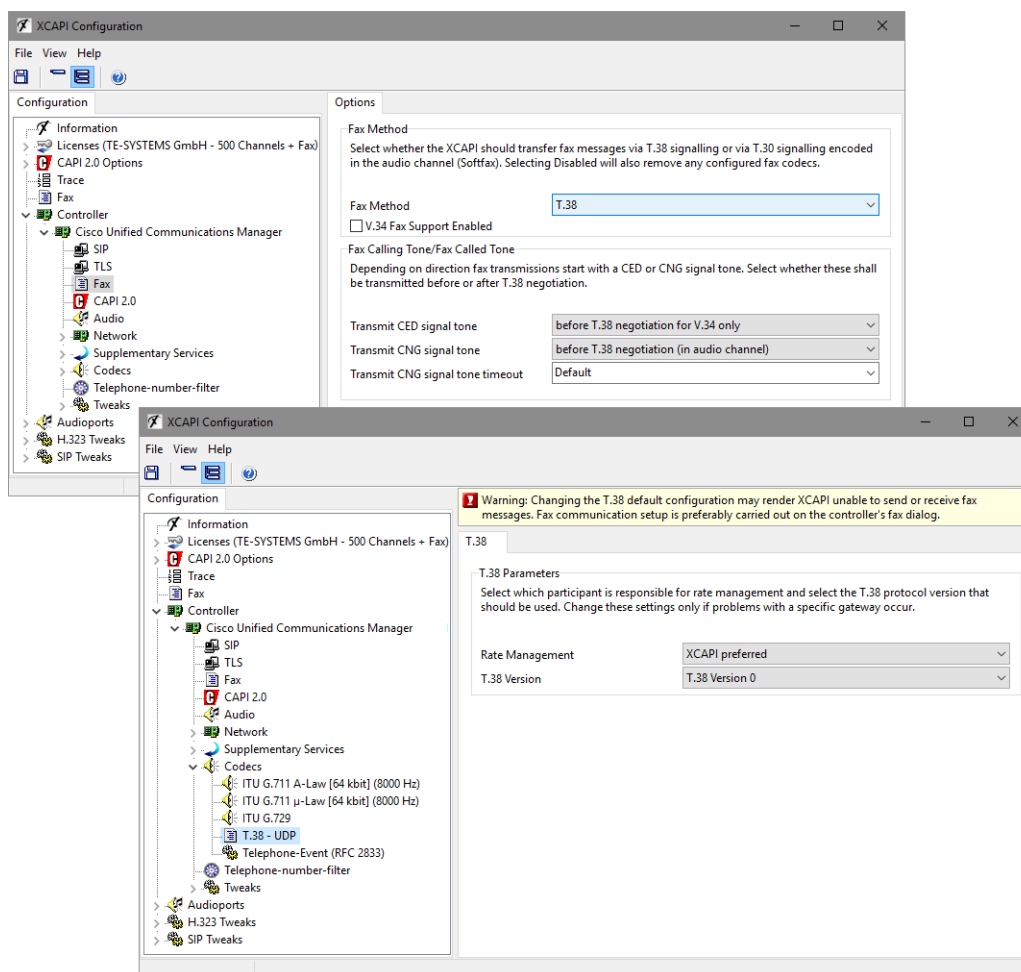 XCAPI Configuration
File View Help
Configuration
Information
Licenses (TE-SYSTEMS GmbH - 500 Channels + Fax)
CAPI 2.0 Options
Trace
Fax
Controller
Cisco Unified Communications Manager
SIP
TLS
Fax
CAPI 2.0
Audio
Network
Supplementary Services
Codecs
Telephone-number-filter
Tweaks
Audioports
H.323 Tweaks
SIP Tweaks
Options
Fax Method
Select whether the XCAPI should transfer fax messages via T.38 signalling or via T.30 signalling encoded
in the audio channel (Softfax). Selecting Disabled will also remove any configured fax codecs.
Fax Method T.38
V.34 Fax Support Enabled
Fax Calling Tone/Fax Called Tone
Depending on direction fax transmissions start with a CED or CNG signal tone. Select whether these shall
be transmitted before or after T.38 negotiation.
Transmit CED signal tone before T.38 negotiation for V.34 only
Transmit CNG signal tone before T.38 negotiation (in audio channel)
Transmit CNG signal tone timeout Default
XCAPI Configuration
File View Help
Configuration
Information
Licenses (TE-SYSTEMS GmbH - 500 Channels + Fax)
CAPI 2.0 Options
Trace
Fax
Controller
Cisco Unified Communications Manager
SIP
TLS
Fax
CAPI 2.0
Audio
Network
Supplementary Services
Codecs
ITU G.711 A-Law [64 kbit] (8000 Hz)
ITU G.711 µ-Law [64 kbit] (8000 Hz)
ITU G.729
T.38 - UDP
Telephone-Event (RFC 2833)
Telephone-number-filter
Tweaks
Audioports
H.323 Tweaks
SIP Tweaks
Warning: Changing the T.38 default configuration may render XCAPI unable to send or receive fax
messages. Fax communication setup is preferably carried out on the controller's fax dialog.
T.38
T.38 Parameters
Select which participant is responsible for rate management and select the T.38 protocol version that
should be used. Change these settings only if problems with a specific gateway occur.
Rate Management XCAPI preferred
T.38 Version T.38 Version 0